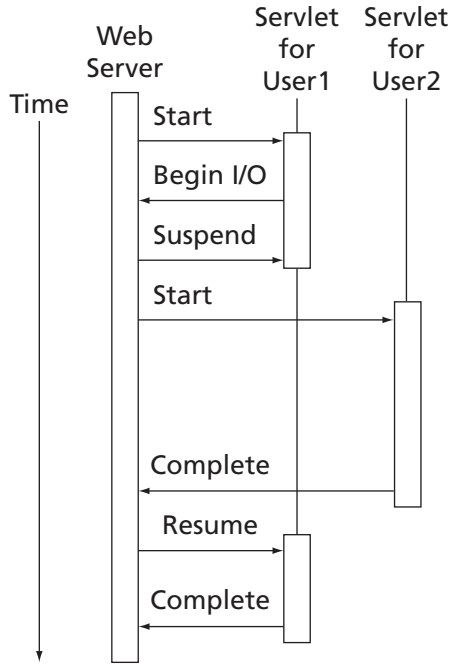 Web
Server
Servlet
for
User1
Servlet
for
User2
Time
Start
Begin I/O
Suspend
Start
Complete
Resume
Complete